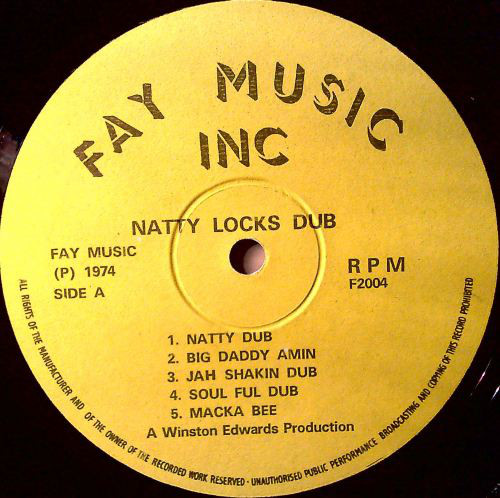 FAY MUSIC
INC
NATTY LOCKS DUB
FAY MUSIC
(P) 1974
SIDE A
RPM
F2004
1. NATTY DUB
2. BIG DADDY AMIN
3. JAH SHAKIN DUB
4. SOUL FUL DUB
5. MACKA BEE
A Winston Edwards Production
ALL RIGHTS OF THE MANUFACTURER AND OF THE OWNER OF THE RECORDED WORK RESERVED - UNAUTHORISED PUBLIC PERFORMANCE BROADCASTING AND COPYING OF THIS RECORD PROHIBITED